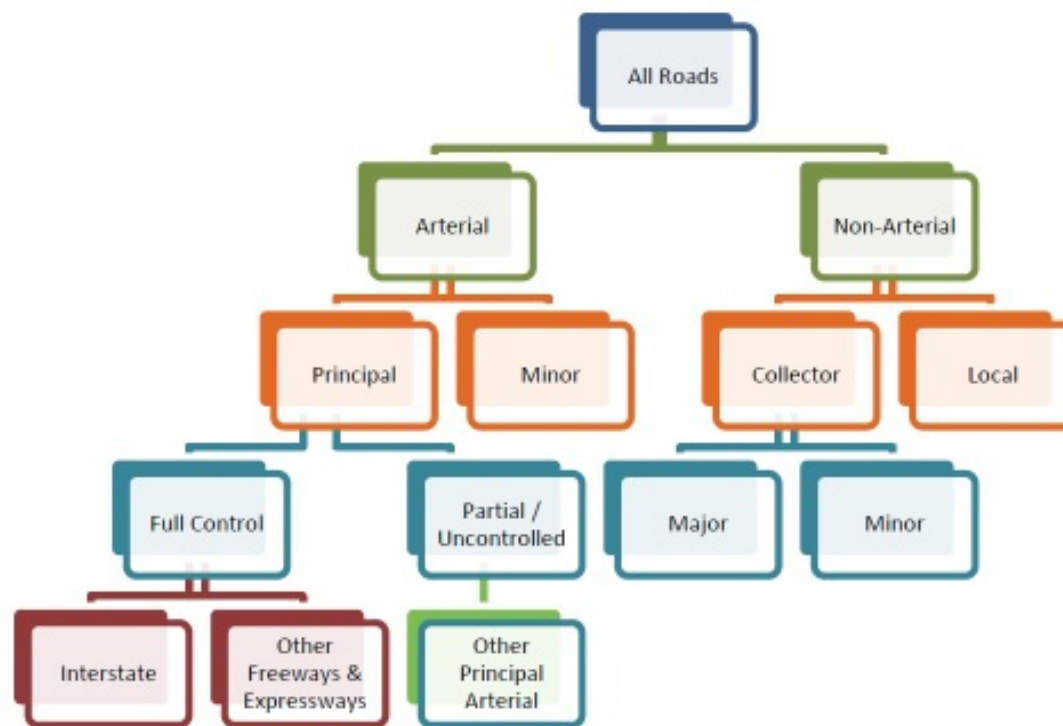 All Roads
Arterial
Non-Arterial
Principal
Minor
Collector
Local
Full Control
Partial /
Uncontrolled
Major
Minor
Interstate
Other
Freeways &
Expressways
Other
Principal
Arterial